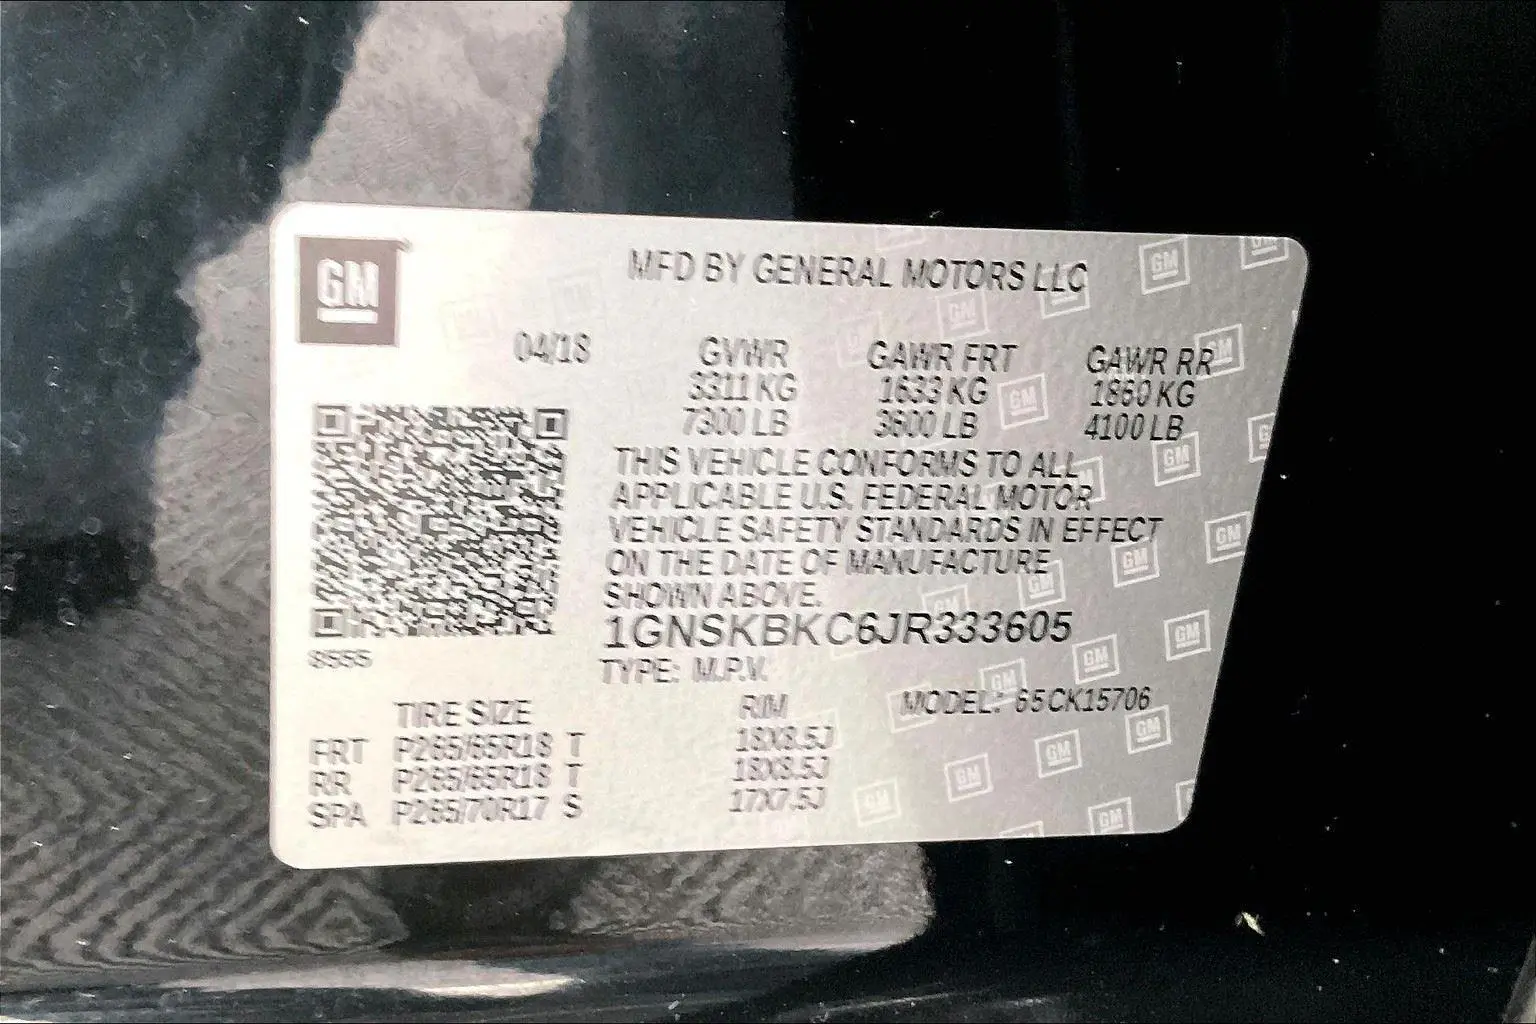 GM
MFD BY GENERAL MOTORS LLC
04/18 GVWR GAWR FRT GAWR RR
3311 KG 1633 KG 1860 KG
7300 LB 3600 LB 4100 LB
THIS VEHICLE CONFORMS TO ALL
APPLICABLE U.S. FEDERAL MOTOR
VEHICLE SAFETY STANDARDS IN EFFECT
ON THE DATE OF MANUFACTURE
SHOWN ABOVE.
1GNSKBKC6JR333605
8555
TYPE: M.P.V.
MODEL: 65CK15706
TIRE SIZE RIM
FRT P265/65R18 T 18X8.5J
RR P265/65R18 T 18X8.5J
SPA P265/70R17 S 17X7.5J